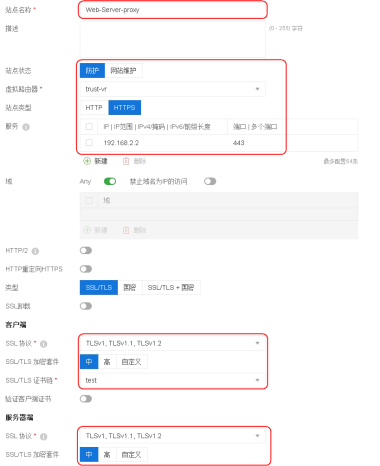 站点名称 * Web-Server-proxy
描述 (0 - 255) 字符
站点状态 防护 网站维护
虚拟路由器 * trust-vr
站点类型 HTTP HTTPS
服务 IP | IP范围 | IPv4/掩码 | IPv6/前缀长度 端口 | 多个端口
192.168.2.2 443
新建 删除 最多配置64条
域 Any 禁止域名为IP的访问
域
新建 删除
HTTP/2
HTTP重定向HTTPS
类型 SSL/TLS 国密 SSL/TLS + 国密
SSL卸载
客户端
SSL 协议 * TLSv1, TLSv1.1, TLSv1.2
SSL/TLS 加密套件 中 高 自定义
SSL/TLS 证书链 * test
验证客户端证书
服务器端
SSL 协议 * TLSv1, TLSv1.1, TLSv1.2
SSL/TLS 加密套件 中 高 自定义